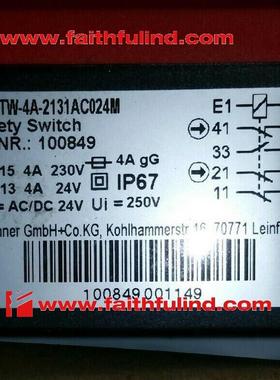 www.faithfulind.com
TW-4A-2131AC024M
ety Switch
NR.: 100849
E1
41
33
21
11
15 4A 230V
4A gG
13 4A 24V
IP67
= AC/DC 24V Ui = 250V
nner GmbH+Co.KG, Kohlhammerstr 16, 70771 Leinf
100849 001149
www.faithfulind.com